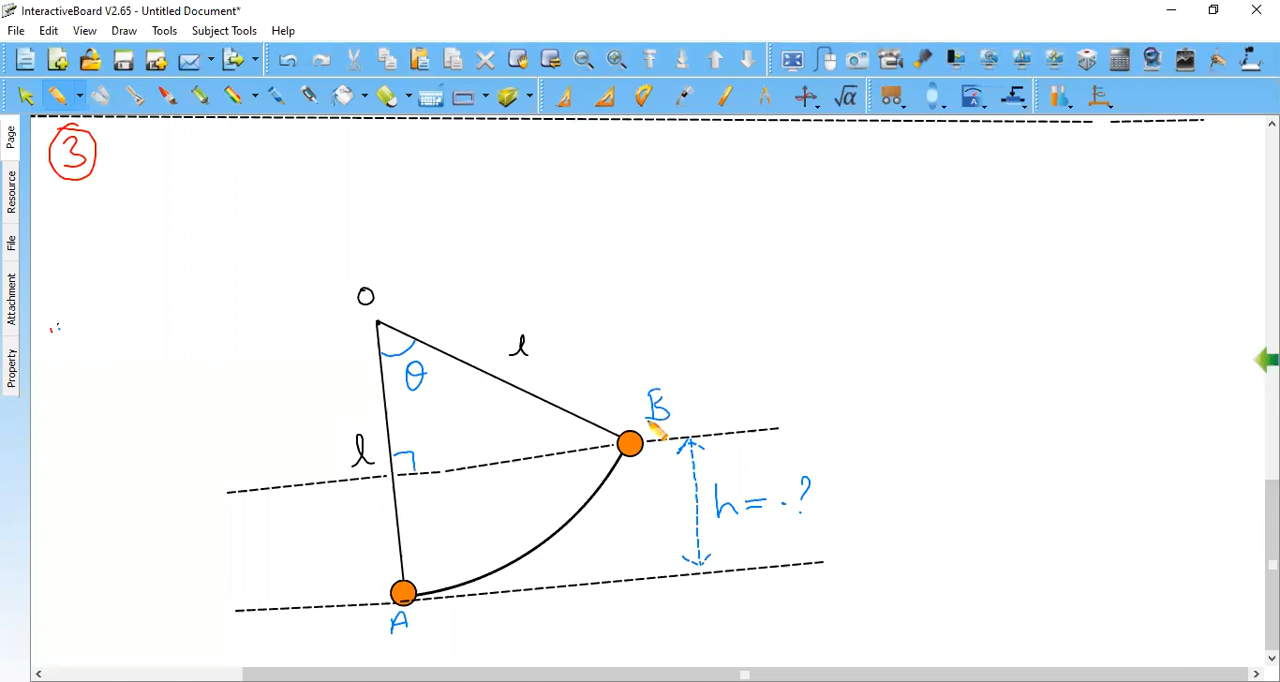 InteractiveBoard V2.65 - Untitled Document*
File Edit View Draw Tools Subject Tools Help
Page
Resource
File
Attachment
Property
3
O
l
θ
B
l
h = . ?
A